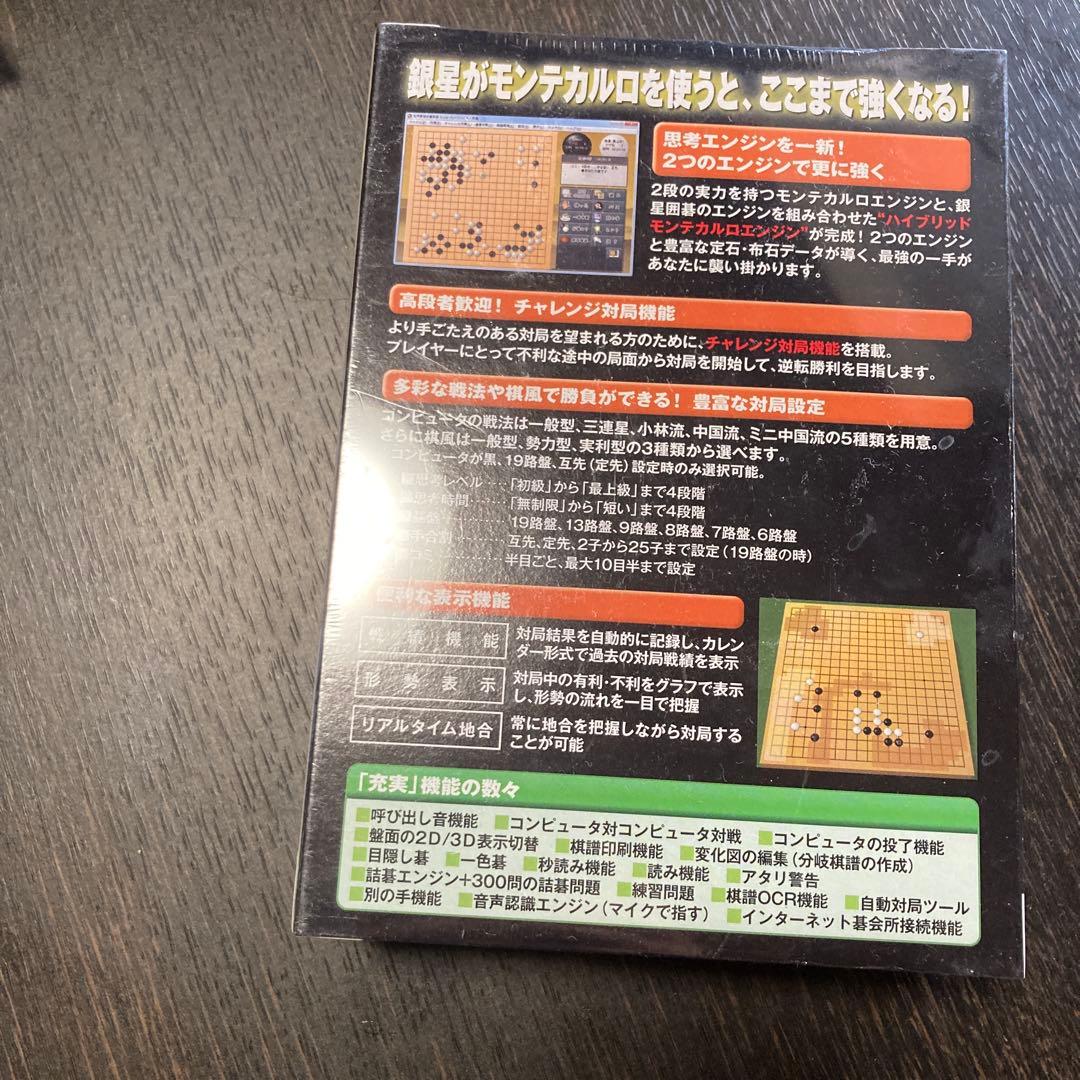 銀星がモンテカルロを使うと、ここまで強くなる!
思考エンジンを一新!
2つのエンジンで更に強く
2段の実力を持つモンテカルロエンジンと、銀
星囲碁のエンジンを組み合わせた“ハイブリッド
モンテカルロエンジン”が完成!2つのエンジン
と豊富な定石・布石データが導く、最強の一手が
あなたに襲い掛かります。
高段者歓迎! チャレンジ対局機能
より手ごたえのある対局を望まれる方のために、チャレンジ対局機能を搭載。
プレイヤーにとって不利な途中の局面から対局を開始して、逆転勝利を目指します。
多彩な戦法や棋風で勝負ができる! 豊富な対局設定
コンピュータの戦法は一般型、三連星、小林流、中国流、ミニ中国流の5種類を用意。
さらに棋風は一般型、勢力型、実利型の3種類から選べます。
コンピュータが黒、19路盤、互先(定先)設定時のみ選択可能。
思考レベル……「初級」から「最上級」まで4段階
思考時間………「無制限」から「短い」まで4段階
19路盤、13路盤、9路盤、8路盤、7路盤、6路盤
手合割………互先、定先、2子から25子まで設定(19路盤の時)
半目ごと、最大10目半まで設定
便利な表示機能
績機能
対局結果を自動的に記録し、カレン
ダー形式で過去の対局戦績を表示
形勢表示
対局中の有利・不利をグラフで表示
し、形勢の流れを一目で把握
リアルタイム地合
常に地合を把握しながら対局する
ことが可能
「充実」機能の数々
■呼び出し音機能 ■コンピュータ対コンピュータ対戦 ■コンピュータの投了機能
■盤面の2D/3D表示切替 ■棋譜印刷機能 ■変化図の編集(分岐棋譜の作成)
■目隠し碁 ■一色碁 ■秒読み機能 ■読み機能 ■アタリ警告
■詰碁エンジン+300問の詰碁問題 ■練習問題 ■棋譜OCR機能 ■自動対局ツール
■別の手機能 ■音声認識エンジン(マイクで指す) ■インターネット碁会所接続機能